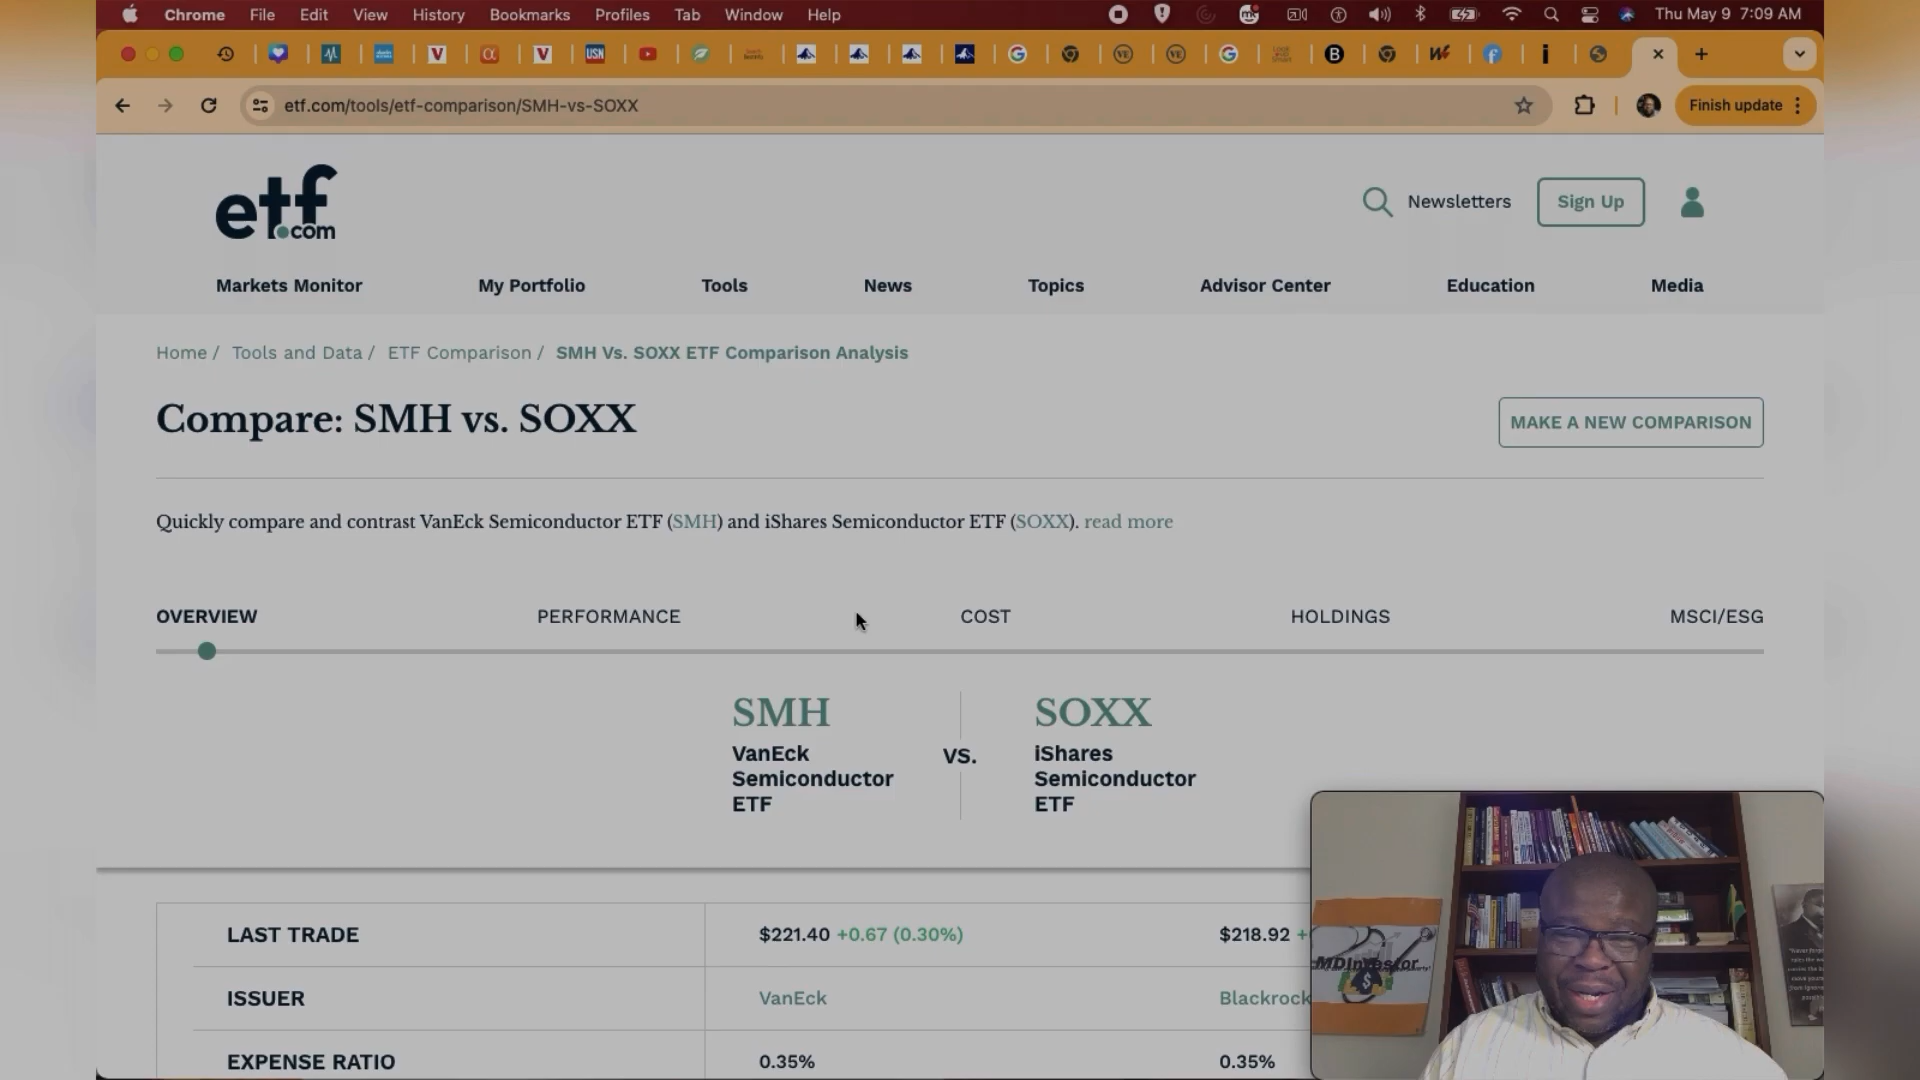 Chrome File Edit View History Bookmarks Profiles Tab Window Help Thu May 9 7:09 AM
etf.com/tools/etf-comparison/SMH-vs-SOXX Finish update
etf.com
Newsletters Sign Up
Markets Monitor My Portfolio Tools News Topics Advisor Center Education Media
Home / Tools and Data / ETF Comparison / SMH Vs. SOXX ETF Comparison Analysis
Compare: SMH vs. SOXX
MAKE A NEW COMPARISON
Quickly compare and contrast VanEck Semiconductor ETF (SMH) and iShares Semiconductor ETF (SOXX). read more
OVERVIEW PERFORMANCE COST HOLDINGS MSCI/ESG
SMH
VanEck
Semiconductor
ETF
VS.
SOXX
iShares
Semiconductor
ETF
LAST TRADE $221.40 +0.67 (0.30%) $218.92 +
ISSUER VanEck Blackrock
EXPENSE RATIO 0.35% 0.35%
MDInvestor